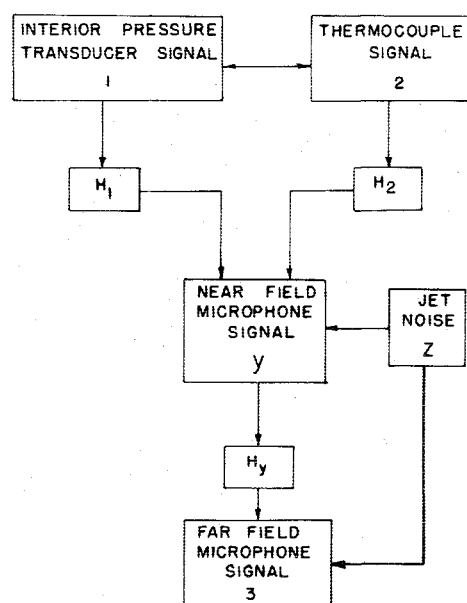 INTERIOR PRESSURE
TRANSDUCER SIGNAL
1
THERMOCOUPLE
SIGNAL
2
H1
H2
NEAR FIELD
MICROPHONE
SIGNAL
y
JET
NOISE
Z
Hy
FAR FIELD
MICROPHONE
SIGNAL
3